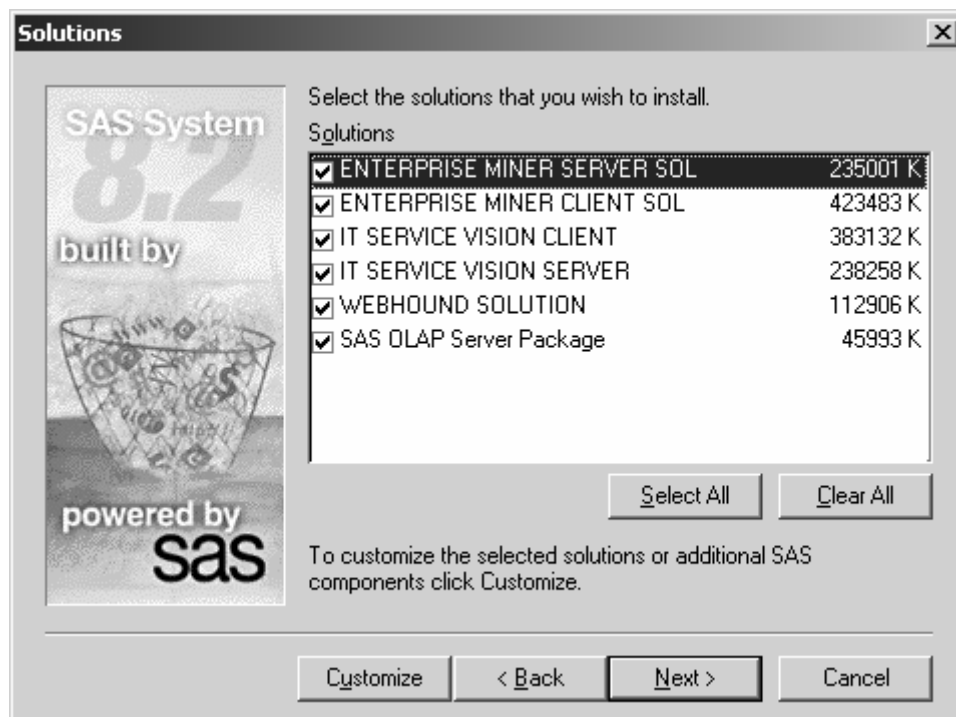 Solutions
SAS System
8.2
built by
powered by
sas
Select the solutions that you wish to install.
Solutions
ENTERPRISE MINER SERVER SOL 235001 K
ENTERPRISE MINER CLIENT SOL 423483 K
IT SERVICE VISION CLIENT 383132 K
IT SERVICE VISION SERVER 238258 K
WEBHOUND SOLUTION 112906 K
SAS OLAP Server Package 45993 K
Select All
Clear All
To customize the selected solutions or additional SAS
components click Customize.
Customize
< Back
Next >
Cancel